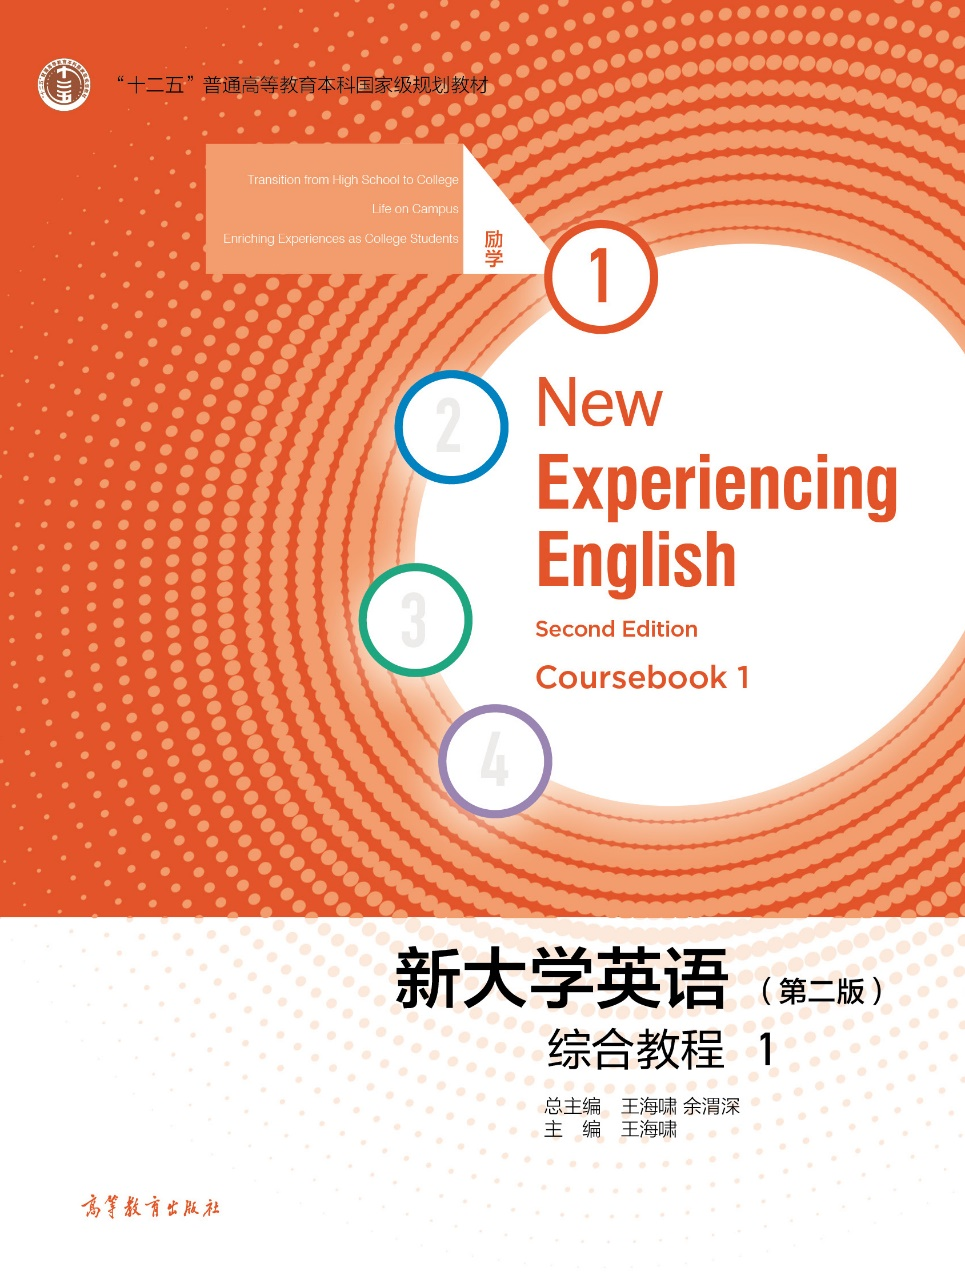 “十二五”普通高等教育本科国家级规划教材
Transition from High School to College
Life on Campus
Enriching Experiences as College Students
励学
1
2
3
4
New
Experiencing
English
Second Edition
Coursebook 1
新大学英语（第二版）
综合教程 1
总主编 王海啸 余渭深
主 编 王海啸
高等教育出版社